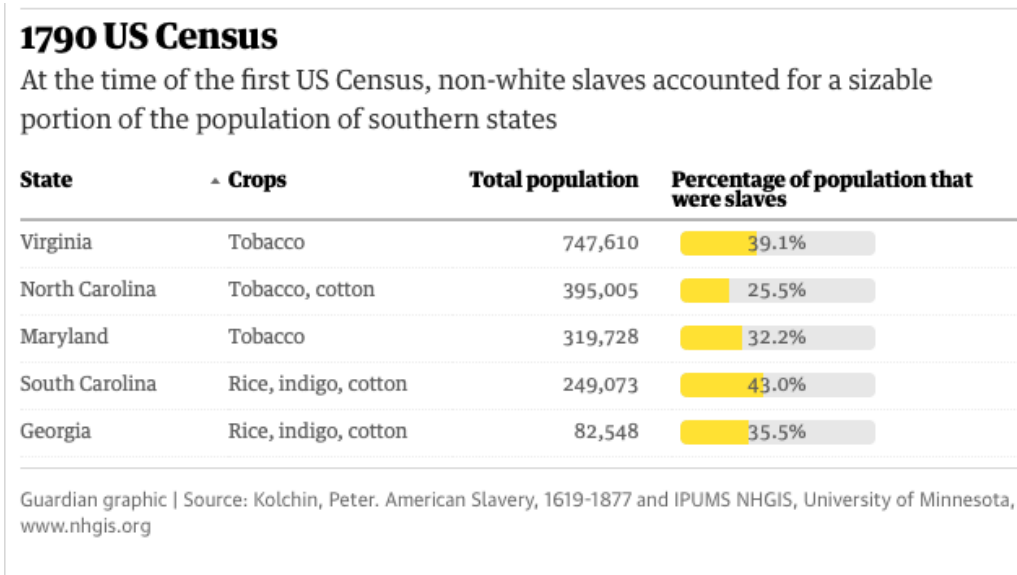 1790 US Census
At the time of the first US Census, non-white slaves accounted for a sizable
portion of the population of southern states
State Crops Total population Percentage of population that
were slaves
Virginia Tobacco 747,610 39.1%
North Carolina Tobacco, cotton 395,005 25.5%
Maryland Tobacco 319,728 32.2%
South Carolina Rice, indigo, cotton 249,073 43.0%
Georgia Rice, indigo, cotton 82,548 35.5%
Guardian graphic | Source: Kolchin, Peter. American Slavery, 1619-1877 and IPUMS NHGIS, University of Minnesota,
www.nhgis.org